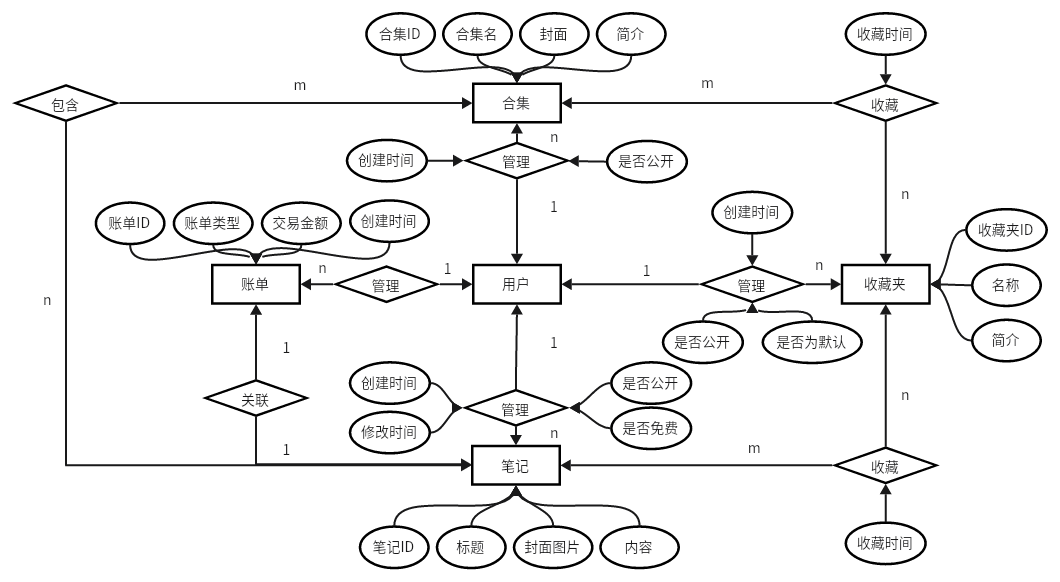 合集ID
合集名
封面
简介
收藏时间
包含
m
合集
m
收藏
创建时间
n
管理
是否公开
1
n
账单ID
账单类型
交易金额
创建时间
创建时间
收藏夹ID
账单
n
管理
1
用户
1
管理
n
收藏夹
名称
n
是否公开
是否为默认
简介
1
1
关联
创建时间
是否公开
n
管理
修改时间
是否免费
n
1
笔记
m
收藏
笔记ID
标题
封面图片
内容
收藏时间